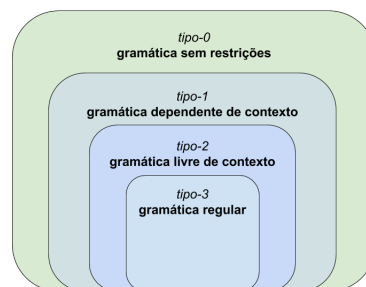 tipo-0
gramática sem restrições
tipo-1
gramática dependente de contexto
tipo-2
gramática livre de contexto
tipo-3
gramática regular